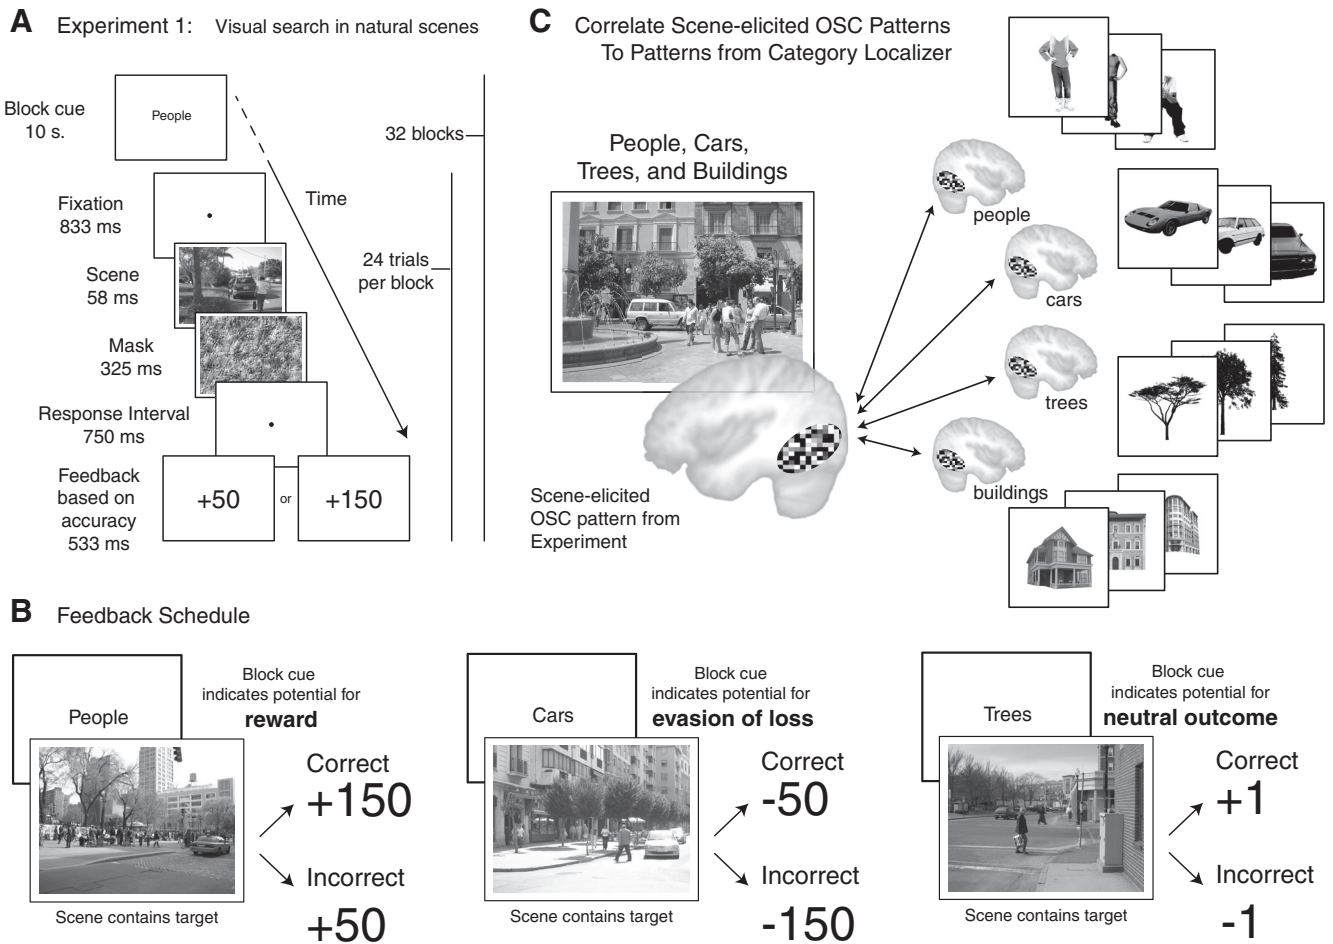 A Experiment 1: Visual search in natural scenes
Block cue
10 s.
People
32 blocks
Time
Fixation
833 ms
24 trials
per block
Scene
58 ms
Mask
325 ms
Response Interval
750 ms
Feedback
based on
accuracy
533 ms
+50
or
+150
C Correlate Scene-elicited OSC Patterns
To Patterns from Category Localizer
People, Cars,
Trees, and Buildings
people
cars
trees
buildings
Scene-elicited
OSC pattern from
Experiment
B Feedback Schedule
People
Block cue
indicates potential for
reward
Correct
+150
Incorrect
+50
Scene contains target
Cars
Block cue
indicates potential for
evasion of loss
Correct
-50
Incorrect
-150
Scene contains target
Trees
Block cue
indicates potential for
neutral outcome
Correct
+1
Incorrect
-1
Scene contains target